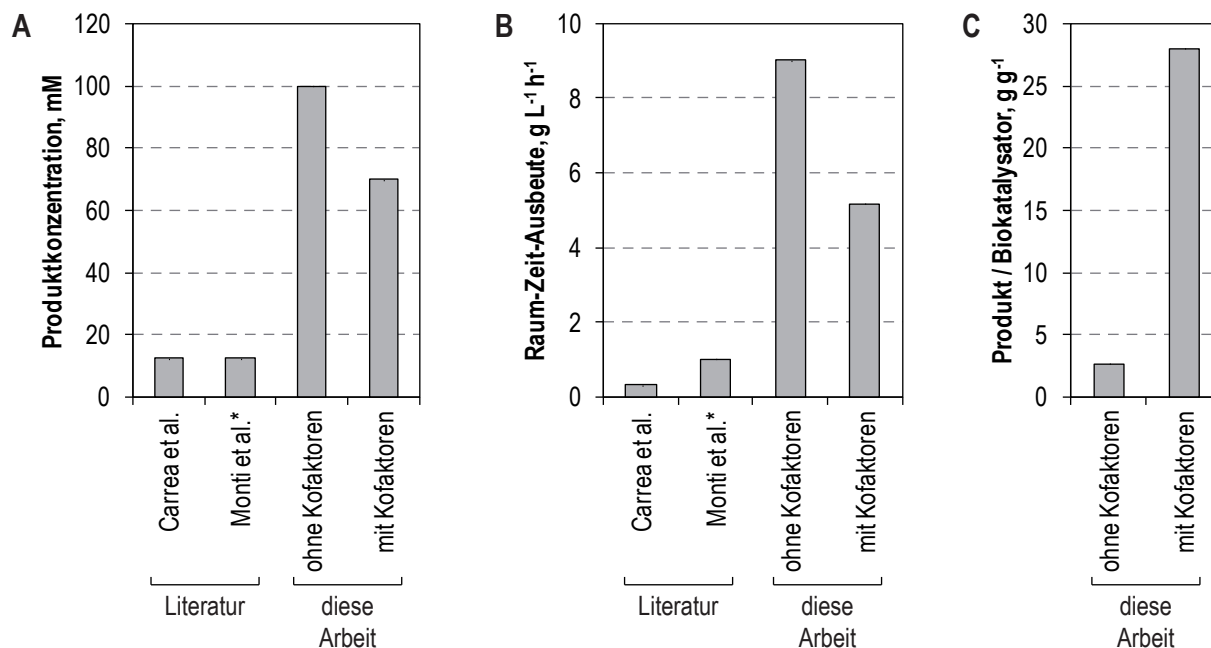 A
Produktkonzentration, mM
120
100
80
60
40
20
0
Carrea et al.
Monti et al.*
ohne Kofaktoren
mit Kofaktoren
Literatur
diese
Arbeit
B
Raum-Zeit-Ausbeute, g L-1 h-1
10
8
6
4
2
0
Carrea et al.
Monti et al.*
ohne Kofaktoren
mit Kofaktoren
Literatur
diese
Arbeit
C
Produkt / Biokatalysator, g g-1
30
25
20
15
10
5
0
ohne Kofaktoren
mit Kofaktoren
diese
Arbeit